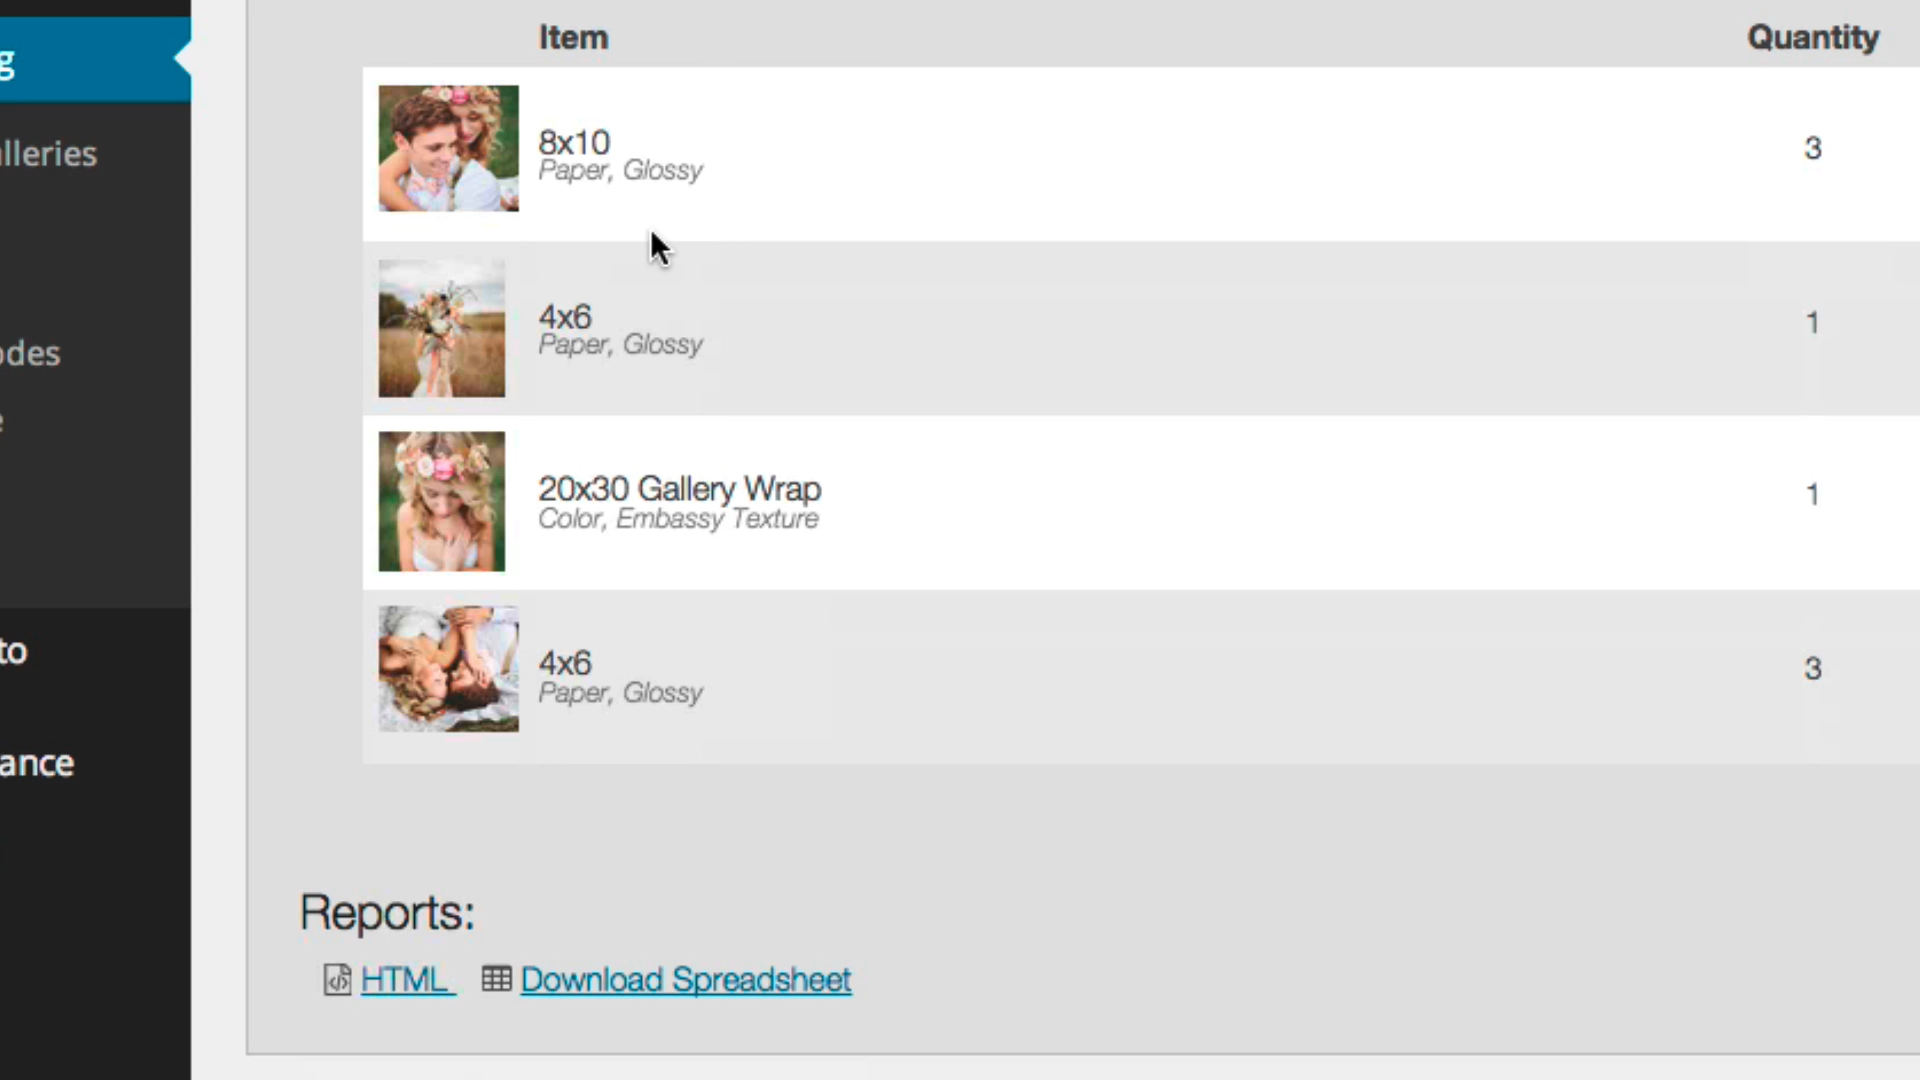 Item Quantity
g
lleries
8x10
Paper, Glossy
3
4x6
Paper, Glossy
1
odes
e
20x30 Gallery Wrap
Color, Embassy Texture
1
to
4x6
Paper, Glossy
3
ance
Reports:
HTML Download Spreadsheet